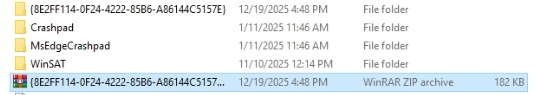 {8E2FF114-0F24-4222-85B6-A86144C5157E} 12/19/2025 4:48 PM File folder
Crashpad 1/11/2025 11:46 AM File folder
MsEdgeCrashpad 1/11/2025 11:46 AM File folder
WinSAT 11/10/2025 12:14 PM File folder
{8E2FF114-0F24-4222-85B6-A86144C5157... 12/19/2025 4:48 PM WinRAR ZIP archive 182 KB